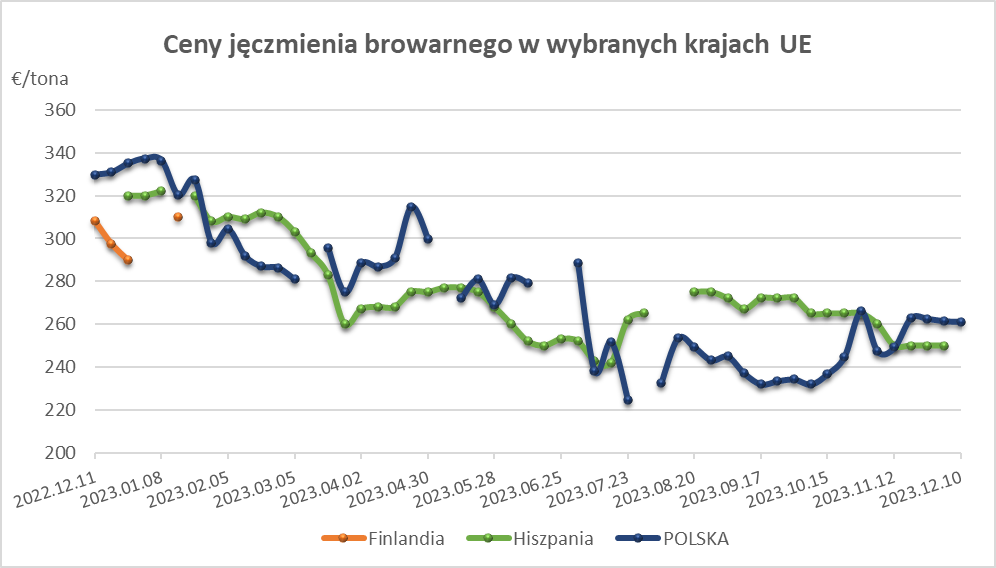 Ceny jęczmienia browarnego w wybranych krajach UE
€/tona
360
340
320
300
280
260
240
220
200
2022.12.11 2023.01.08 2023.02.05 2023.03.05 2023.04.02 2023.04.30 2023.05.28 2023.06.25 2023.07.23 2023.08.20 2023.09.17 2023.10.15 2023.11.12 2023.12.10
Finlandia Hiszpania POLSKA